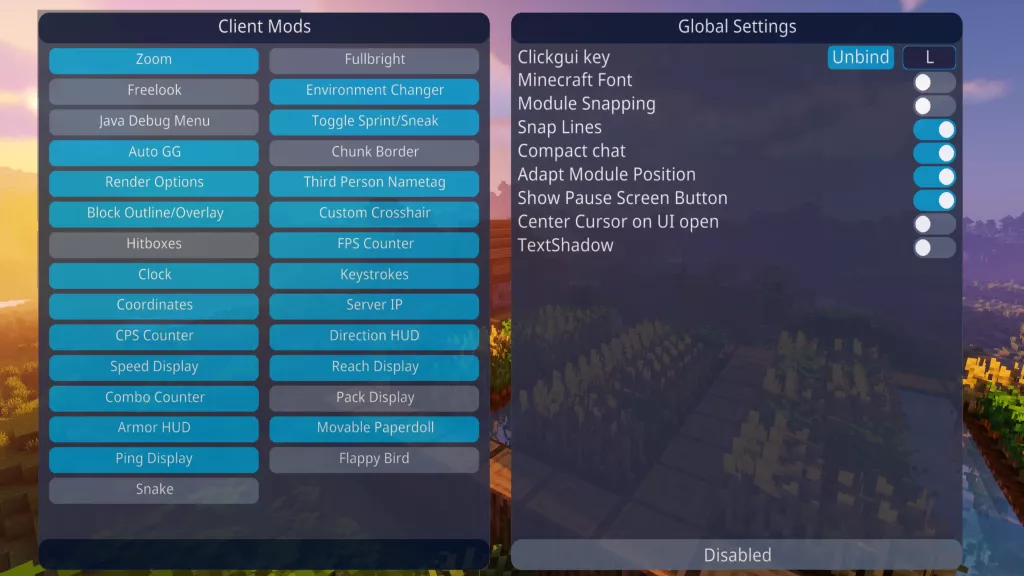 Client Mods
Zoom
Fullbright
Freelook
Environment Changer
Java Debug Menu
Toggle Sprint/Sneak
Auto GG
Chunk Border
Render Options
Third Person Nametag
Block Outline/Overlay
Custom Crosshair
Hitboxes
FPS Counter
Clock
Keystrokes
Coordinates
Server IP
CPS Counter
Direction HUD
Speed Display
Reach Display
Combo Counter
Pack Display
Armor HUD
Movable Paperdoll
Ping Display
Flappy Bird
Snake
Global Settings
Clickgui key Unbind L
Minecraft Font
Module Snapping
Snap Lines
Compact chat
Adapt Module Position
Show Pause Screen Button
Center Cursor on UI open
TextShadow
Disabled